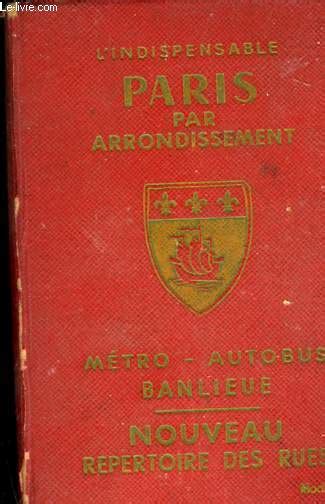 L'INDISPENSABLE
PARIS
PAR
ARRONDISSEMENT
MÉTRO - AUTOBUS
BANLIEUE
NOUVEAU
REPERTOIRE DES RUES